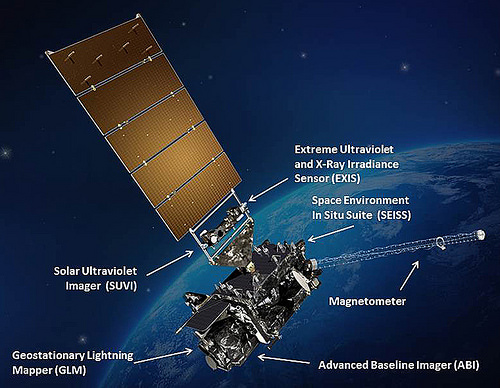 Extreme Ultraviolet
and X-Ray Irradiance
Sensor (EXIS)
Space Environment
In Situ Suite (SEISS)
Solar Ultraviolet
Imager (SUVI)
Magnetometer
Geostationary Lightning
Mapper (GLM)
Advanced Baseline Imager (ABI)